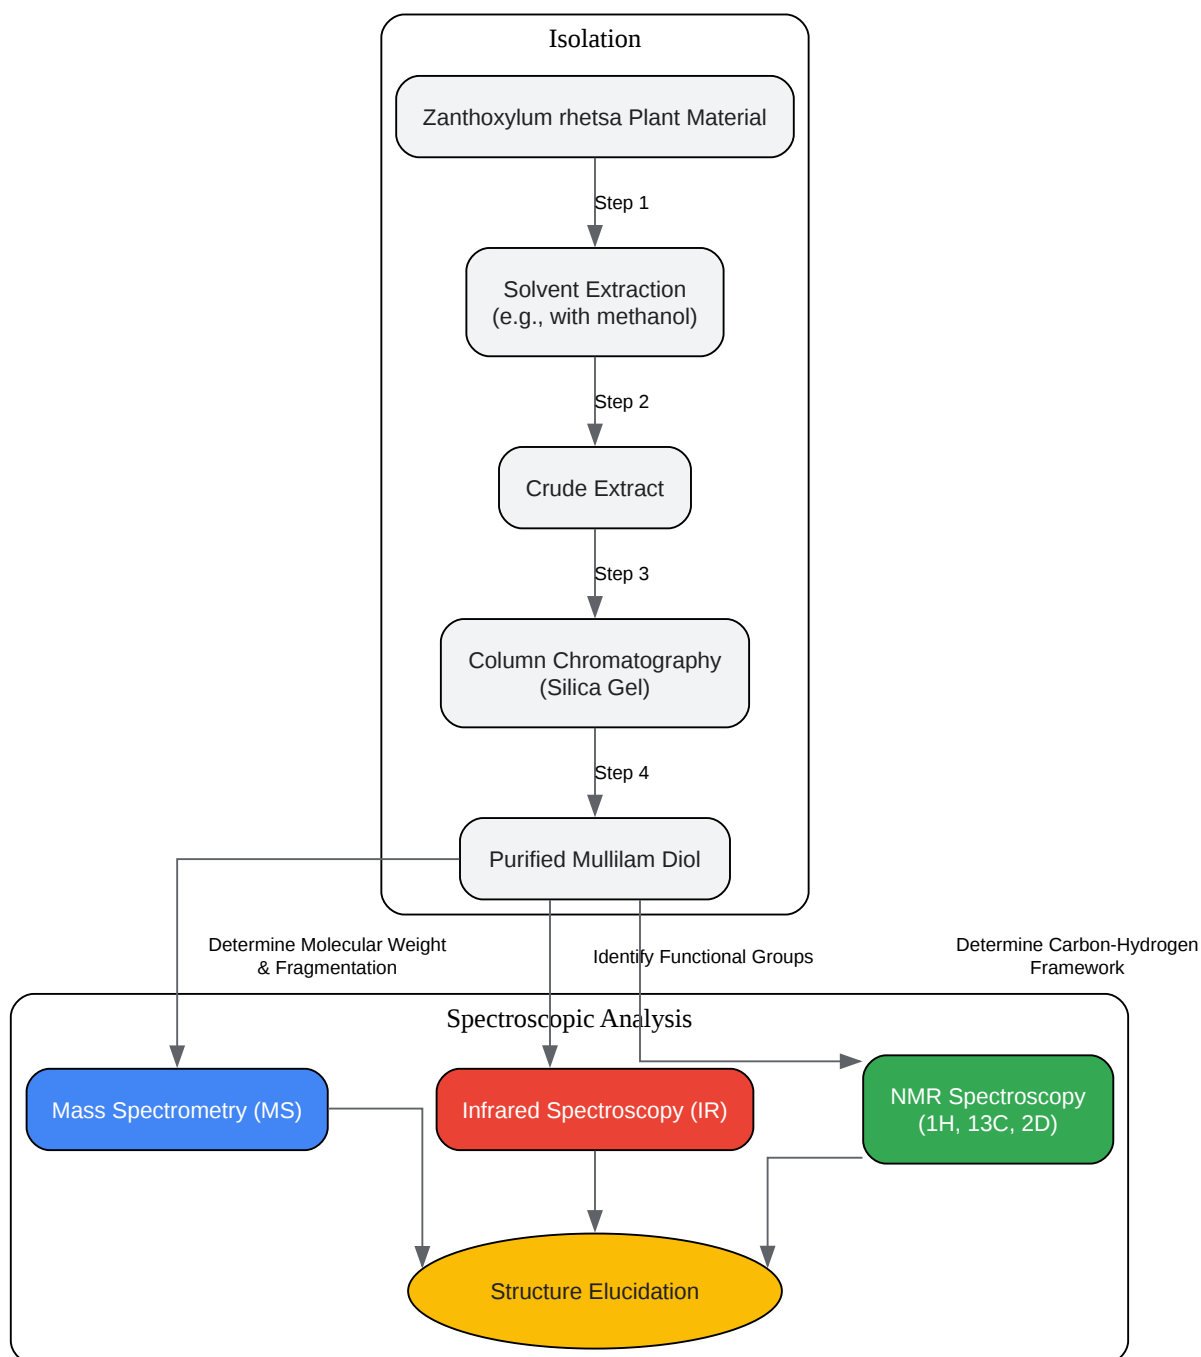 Isolation
Zanthoxylum rhetsa Plant Material
Step 1
Solvent Extraction
(e.g., with methanol)
Step 2
Crude Extract
Step 3
Column Chromatography
(Silica Gel)
Step 4
Purified Mullilam Diol
Determine Molecular Weight
& Fragmentation
Identify Functional Groups
Determine Carbon-Hydrogen
Framework
Spectroscopic Analysis
Mass Spectrometry (MS)
Infrared Spectroscopy (IR)
NMR Spectroscopy
(1H, 13C, 2D)
Structure Elucidation